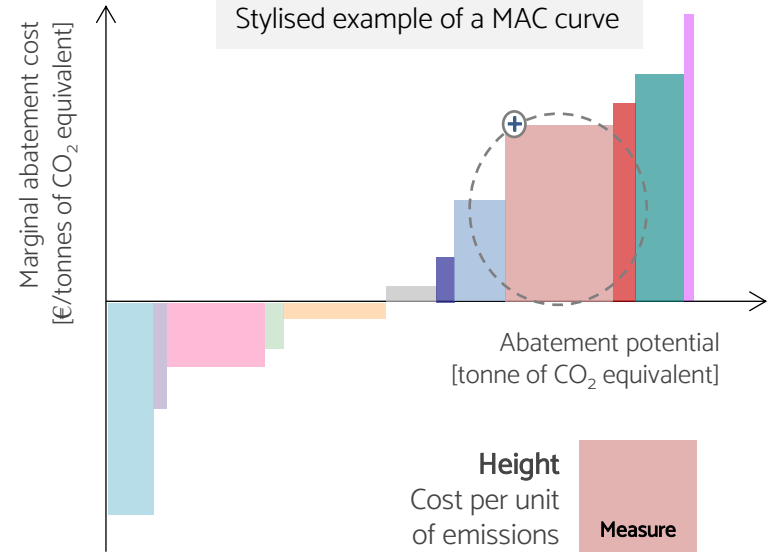 Stylised example of a MAC curve
Marginal abatement cost
[€/tonnes of CO₂ equivalent]
Abatement potential
[tonne of CO₂ equivalent]
Height
Cost per unit
of emissions
Measure